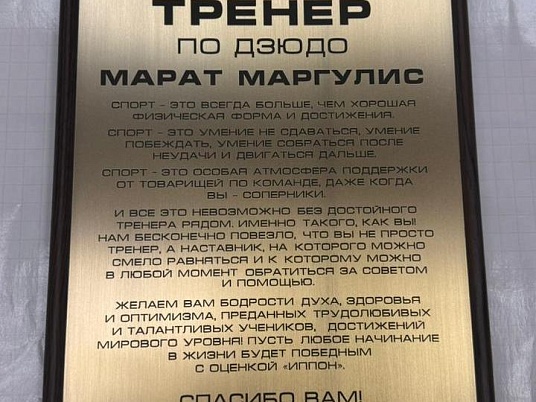 ТРЕНЕР
ПО ДЗЮДО
МАРАТ МАРГУЛИС
СПОРТ - ЭТО ВСЕГДА БОЛЬШЕ, ЧЕМ ХОРОШАЯ
ФИЗИЧЕСКАЯ ФОРМА И ДОСТИЖЕНИЯ.
СПОРТ - ЭТО УМЕНИЕ НЕ СДАВАТЬСЯ, УМЕНИЕ
ПОБЕЖДАТЬ, УМЕНИЕ СОБРАТЬСЯ ПОСЛЕ
НЕУДАЧИ И ДВИГАТЬСЯ ДАЛЬШЕ.
СПОРТ - ЭТО ОСОБАЯ АТМОСФЕРА ПОДДЕРЖКИ
ОТ ТОВАРИЩЕЙ ПО КОМАНДЕ, ДАЖЕ КОГДА
ВЫ - СОПЕРНИКИ.
И ВСЕ ЭТО НЕВОЗМОЖНО БЕЗ ДОСТОЙНОГО
ТРЕНЕРА РЯДОМ. ИМЕННО ТАКОГО, КАК ВЫ!
НАМ БЕСКОНЕЧНО ПОВЕЗЛО, ЧТО ВЫ НЕ ПРОСТО
ТРЕНЕР, А НАСТАВНИК, НА КОТОРОГО МОЖНО
СМЕЛО РАВНЯТЬСЯ И К КОТОРОМУ МОЖНО
В ЛЮБОЙ МОМЕНТ ОБРАТИТЬСЯ ЗА СОВЕТОМ
И ПОМОЩЬЮ.
ЖЕЛАЕМ ВАМ БОДРОСТИ ДУХА, ЗДОРОВЬЯ
И ОПТИМИЗМА, ПРЕДАННЫХ ТРУДОЛЮБИВЫХ
И ТАЛАНТЛИВЫХ УЧЕНИКОВ, ДОСТИЖЕНИЙ
МИРОВОГО УРОВНЯ! ПУСТЬ ЛЮБОЕ НАЧИНАНИЕ
В ЖИЗНИ БУДЕТ ПОБЕДНЫМ
С ОЦЕНКОЙ «ИППОН».
СПАСИБО ВАМ!